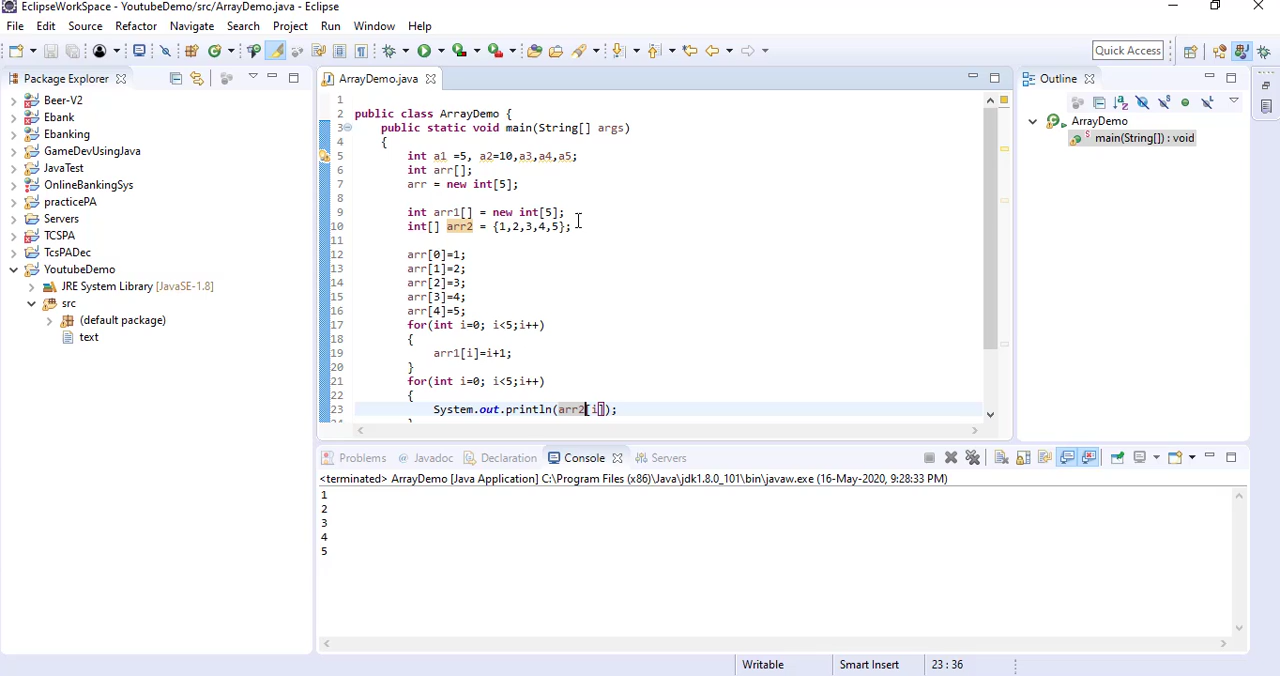 EclipseWorkSpace - YoutubeDemo/src/ArrayDemo.java - Eclipse
File Edit Source Refactor Navigate Search Project Run Window Help
Quick Access
Package Explorer
Beer-V2
Ebank
Ebanking
GameDevUsingJava
JavaTest
OnlineBankingSys
practicePA
Servers
TCSPA
TcsPADec
YoutubeDemo
JRE System Library [JavaSE-1.8]
src
(default package)
text
ArrayDemo.java
1
2 public class ArrayDemo {
3 public static void main(String[] args)
4 {
5 int a1 =5, a2=10,a3,a4,a5;
6 int arr[];
7 arr = new int[5];
8
9 int arr1[] = new int[5];
10 int[] arr2 = {1,2,3,4,5};
11
12 arr[0]=1;
13 arr[1]=2;
14 arr[2]=3;
15 arr[3]=4;
16 arr[4]=5;
17 for(int i=0; i<5;i++)
18 {
19 arr1[i]=i+1;
20 }
21 for(int i=0; i<5;i++)
22 {
23 System.out.println(arr2[i]);
Outline
ArrayDemo
main(String[]) : void
Problems @ Javadoc Declaration Console Servers
<terminated> ArrayDemo [Java Application] C:\Program Files (x86)\Java\jdk1.8.0_101\bin\javaw.exe (16-May-2020, 9:28:33 PM)
1
2
3
4
5
Writable Smart Insert 23 : 36